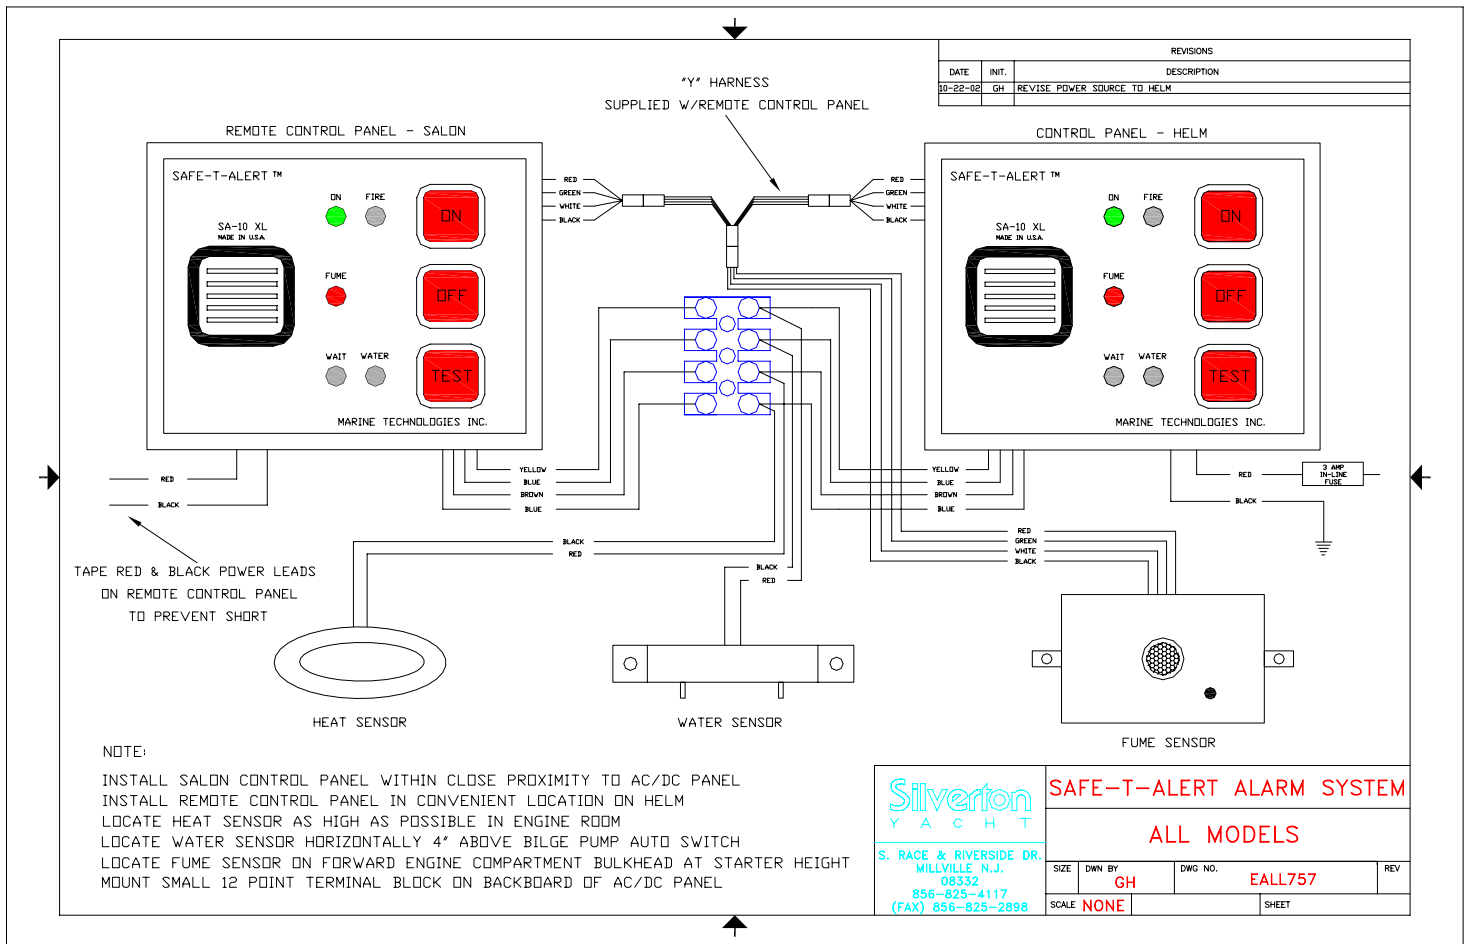 REVISIONS
DATE INIT. DESCRIPTION
10-22-02 GH REVISE POWER SOURCE TO HELM
"Y" HARNESS
SUPPLIED W/REMOTE CONTROL PANEL
REMOTE CONTROL PANEL - SALON
SAFE-T-ALERT ™
ON FIRE
ON
SA-10 XL
MADE IN U.S.A.
FUME
OFF
WAIT WATER
TEST
MARINE TECHNOLOGIES INC.
RED
GREEN
WHITE
BLACK
CONTROL PANEL - HELM
RED
GREEN
WHITE
BLACK
SAFE-T-ALERT ™
ON FIRE
ON
SA-10 XL
MADE IN U.S.A.
FUME
OFF
WAIT WATER
TEST
MARINE TECHNOLOGIES INC.
RED
BLACK
YELLOW
BLUE
BROWN
BLUE
YELLOW
BLUE
BROWN
BLUE
RED
3 AMP
IN-LINE
FUSE
BLACK
TAPE RED & BLACK POWER LEADS
ON REMOTE CONTROL PANEL
TO PREVENT SHORT
BLACK
RED
BLACK
RED
RED
GREEN
WHITE
BLACK
HEAT SENSOR
WATER SENSOR
FUME SENSOR
NOTE:
INSTALL SALON CONTROL PANEL WITHIN CLOSE PROXIMITY TO AC/DC PANEL
INSTALL REMOTE CONTROL PANEL IN CONVENIENT LOCATION ON HELM
LOCATE HEAT SENSOR AS HIGH AS POSSIBLE IN ENGINE ROOM
LOCATE WATER SENSOR HORIZONTALLY 4" ABOVE BILGE PUMP AUTO SWITCH
LOCATE FUME SENSOR ON FORWARD ENGINE COMPARTMENT BULKHEAD AT STARTER HEIGHT
MOUNT SMALL 12 POINT TERMINAL BLOCK ON BACKBOARD OF AC/DC PANEL
Silverton
YACHT
S. RACE & RIVERSIDE DR.
MILLVILLE N.J.
08332
856-825-4117
(FAX) 856-825-2898
SAFE-T-ALERT ALARM SYSTEM
ALL MODELS
SIZE DWN BY GH DWG NO. EALL757 REV
SCALE NONE SHEET